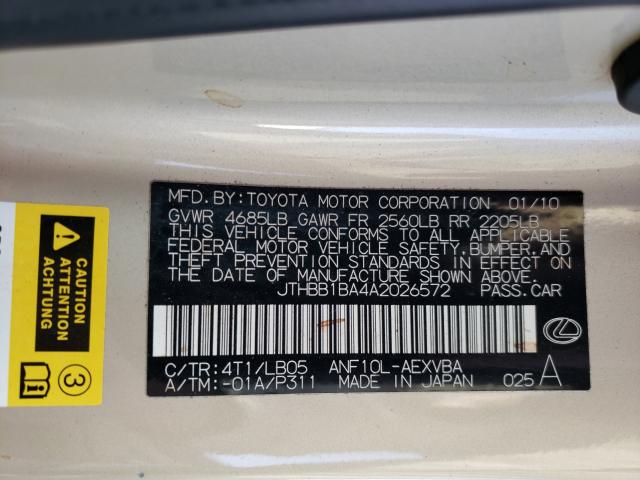 CAUTION
ATTENTION
3
MFD.BY:TOYOTA MOTOR CORPORATION 01/10
GVWR 4685LB GAWR FR 2560LB RR 2205LB
THIS VEHICLE CONFORMS TO ALL APPLICABLE
FEDERAL MOTOR VEHICLE SAFETY,BUMPER,AND
THEFT PREVENTION STANDARDS IN EFFECT ON
THE DATE OF MANUFACTURE SHOWN ABOVE.
JTHBB1BA4A2026572 PASS.CAR
C/TR:4T1/LB05 ANF10L-AEXVBA
A/TM:-01A/P311 MADE IN JAPAN 025 A